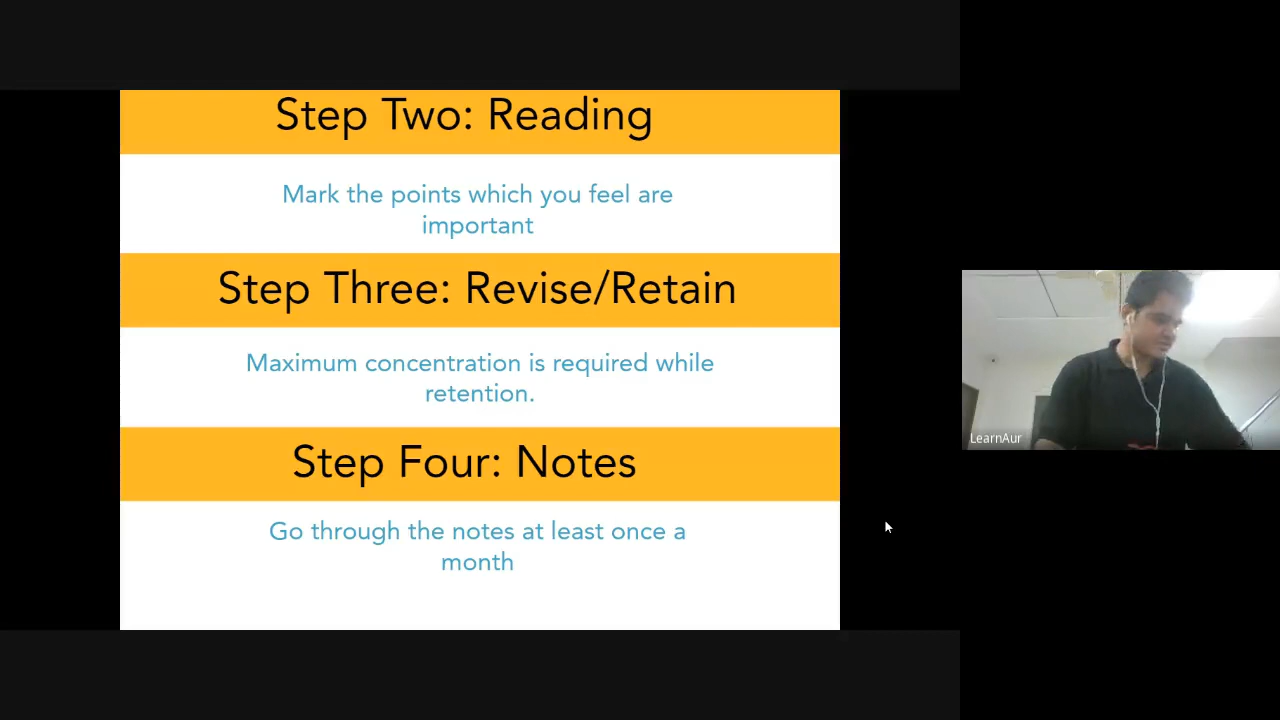 Step Two: Reading
Mark the points which you feel are
important
Step Three: Revise/Retain
Maximum concentration is required while
retention.
Step Four: Notes
Go through the notes at least once a
month
LearnAur